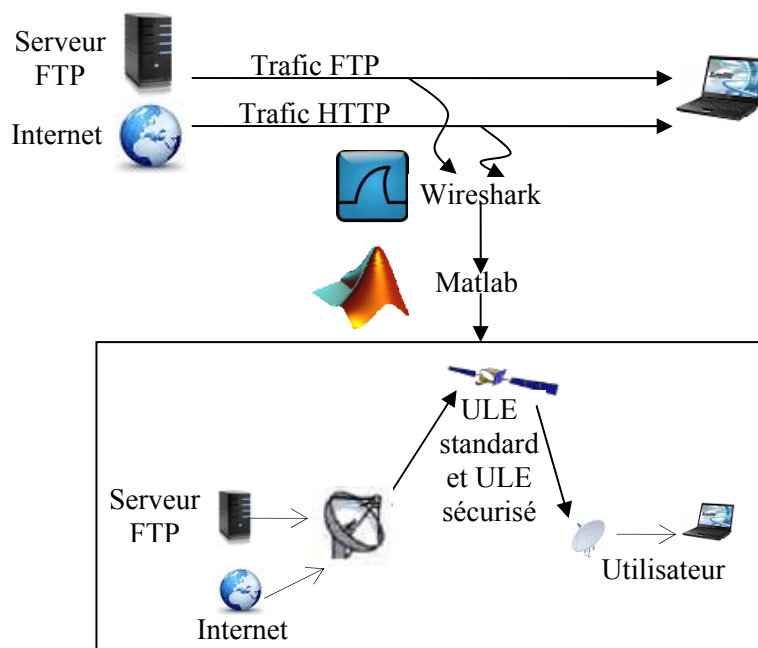 Serveur
FTP
Trafic FTP
Trafic HTTP
Internet
Wireshark
Matlab
ULE
standard
et ULE
sécurisé
Serveur
FTP
Utilisateur
Internet